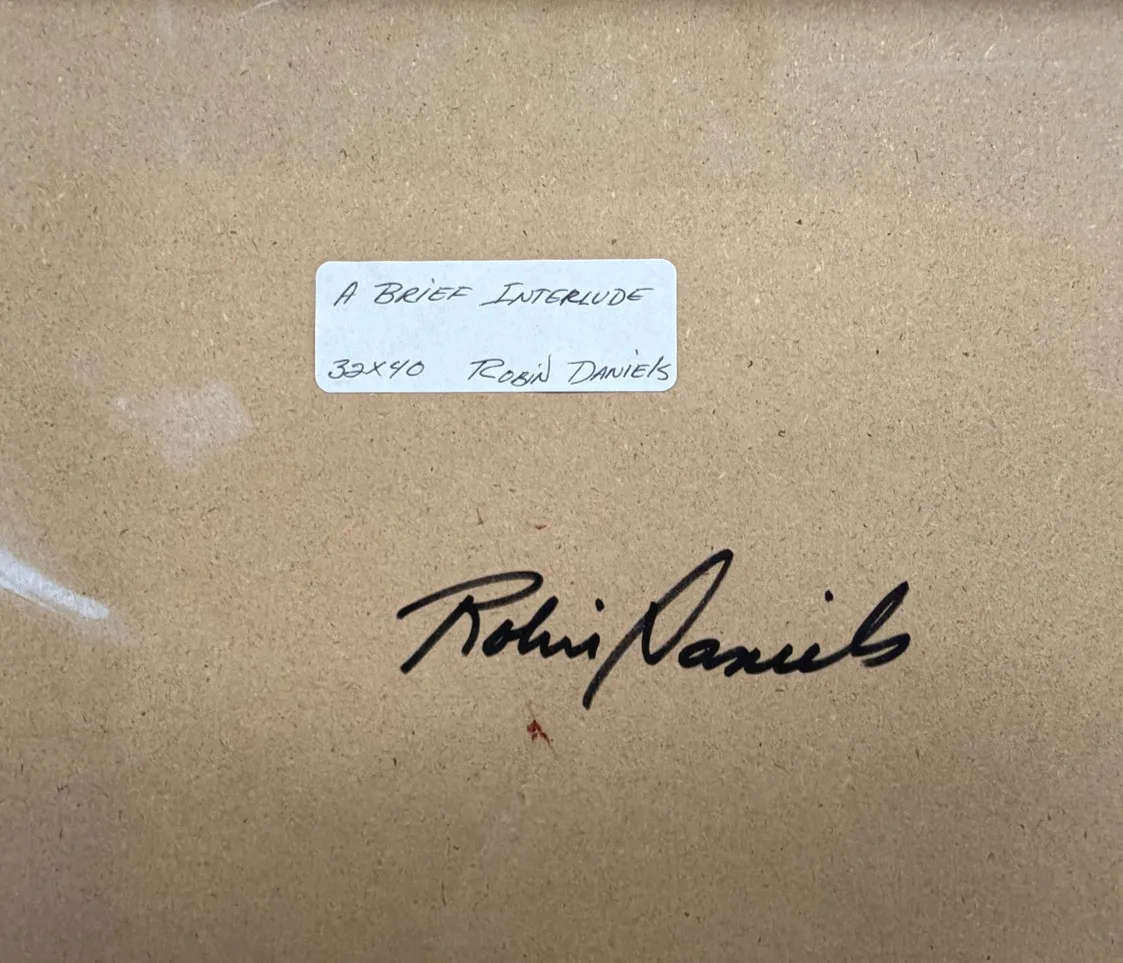 A BRIEF INTERLUDE
32X40 ROBIN DANIELS
Robin Daniels